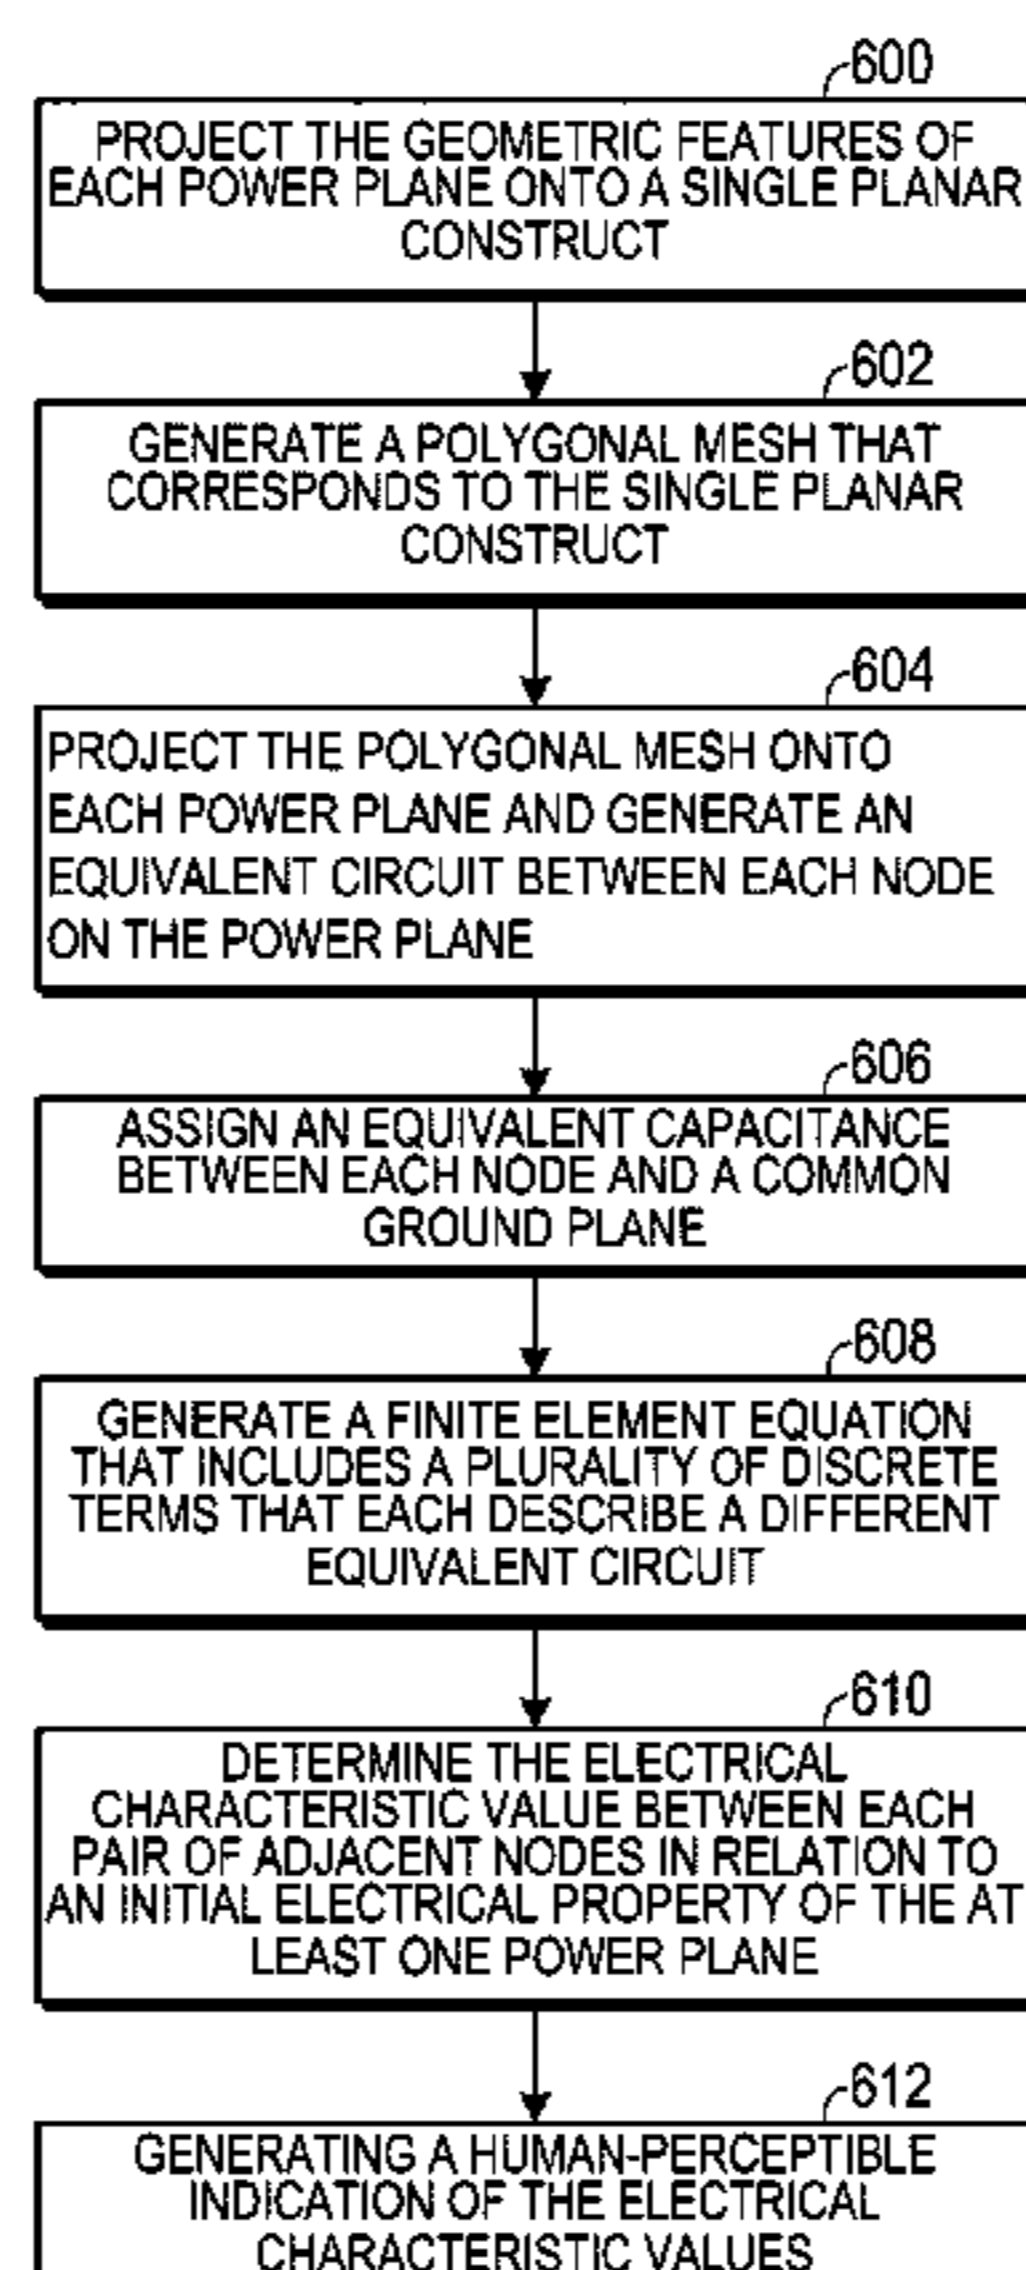 600
PROJECT THE GEOMETRIC FEATURES OF
EACH POWER PLANE ONTO A SINGLE PLANAR
CONSTRUCT
602
GENERATE A POLYGONAL MESH THAT
CORRESPONDS TO THE SINGLE PLANAR
CONSTRUCT
604
PROJECT THE POLYGONAL MESH ONTO
EACH POWER PLANE AND GENERATE AN
EQUIVALENT CIRCUIT BETWEEN EACH NODE
ON THE POWER PLANE
606
ASSIGN AN EQUIVALENT CAPACITANCE
BETWEEN EACH NODE AND A COMMON
GROUND PLANE
608
GENERATE A FINITE ELEMENT EQUATION
THAT INCLUDES A PLURALITY OF DISCRETE
TERMS THAT EACH DESCRIBE A DIFFERENT
EQUIVALENT CIRCUIT
610
DETERMINE THE ELECTRICAL
CHARACTERISTIC VALUE BETWEEN EACH
PAIR OF ADJACENT NODES IN RELATION TO
AN INITIAL ELECTRICAL PROPERTY OF THE AT
LEAST ONE POWER PLANE
612
GENERATING A HUMAN-PERCEPTIBLE
INDICATION OF THE ELECTRICAL
CHARACTERISTIC VALUES